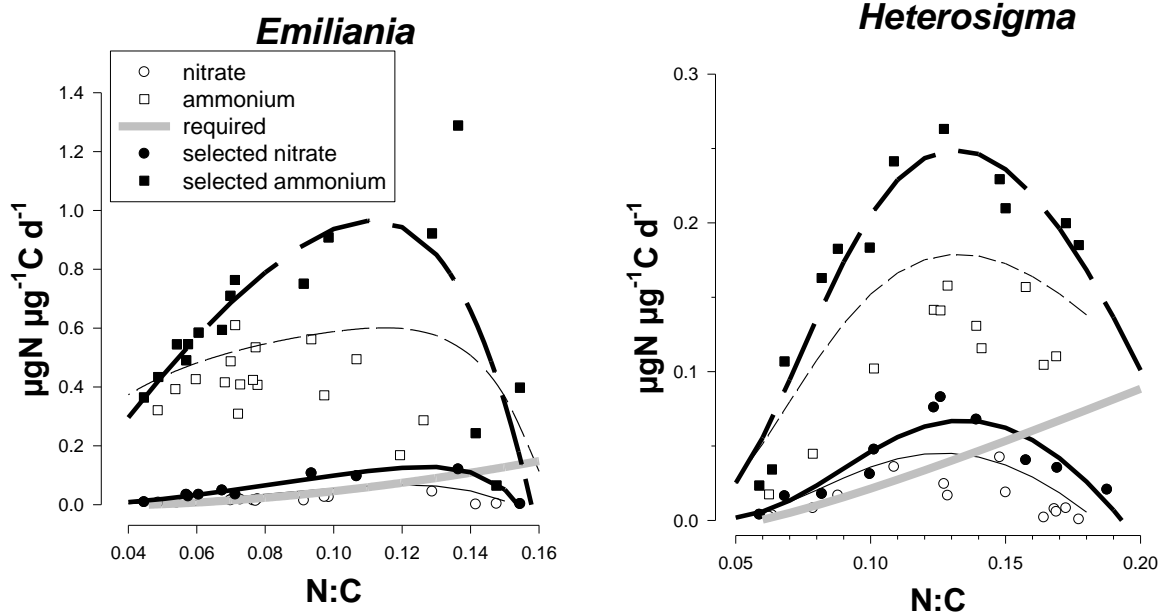 Emiliania
nitrate
ammonium
required
selected nitrate
selected ammonium
1.4
1.2
1.0
0.8
0.6
0.4
0.2
0.0
µgN µg⁻¹C d⁻¹
0.04 0.06 0.08 0.10 0.12 0.14 0.16
N:C
Heterosigma
0.3
0.2
0.1
0.0
µgN µg⁻¹C d⁻¹
0.05 0.10 0.15 0.20
N:C